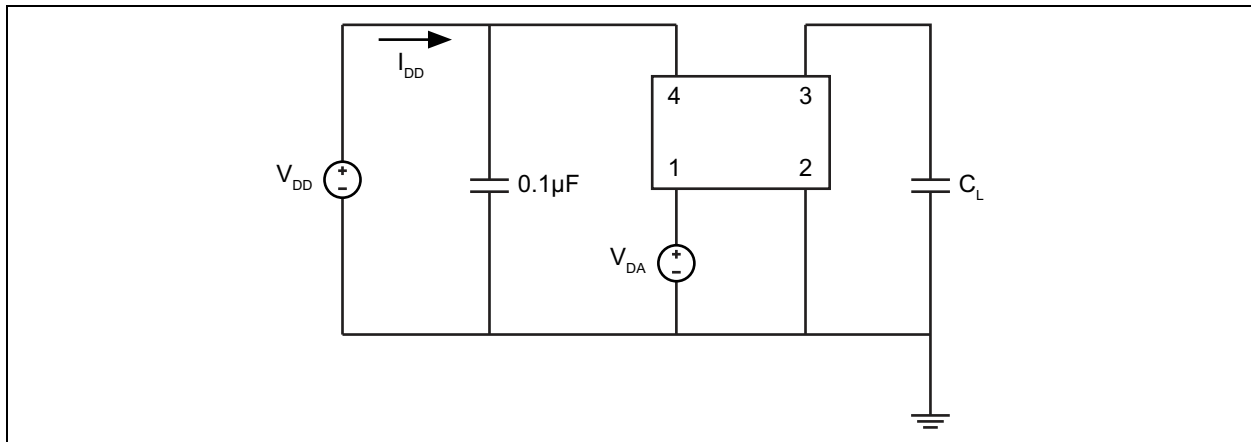 I_DD
4 3
V_DD
+
-
0.1µF
1 2
C_L
V_DA
+
-